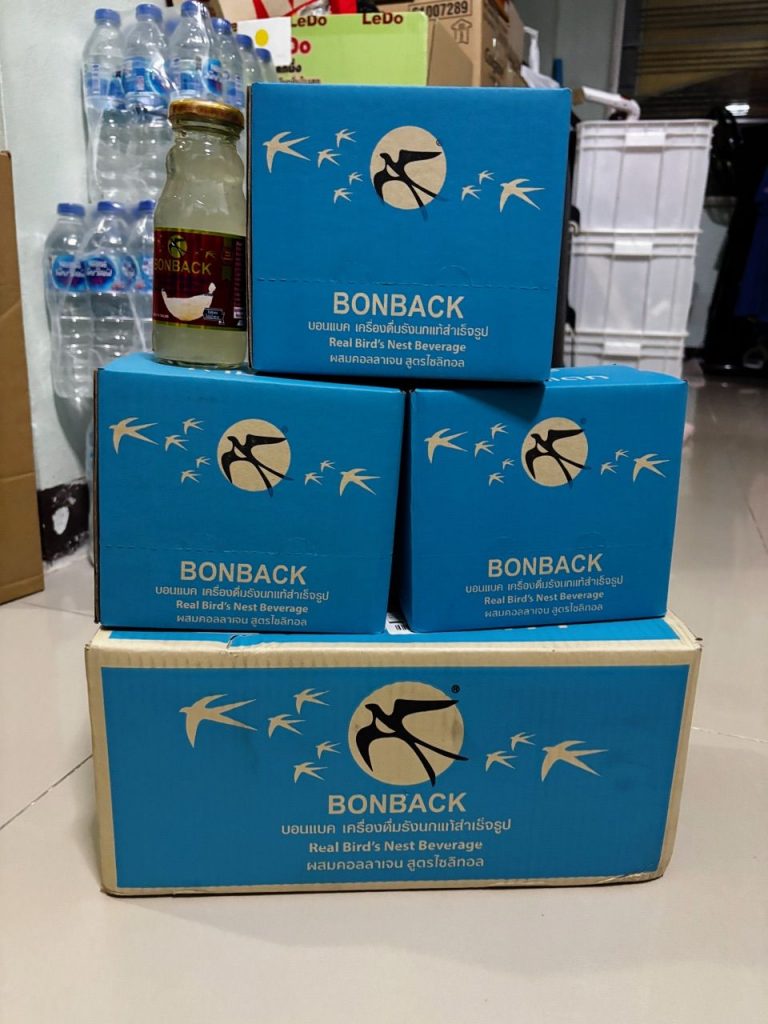 LeDo
LeDo
Do
61007289
BONBACK
BONBACK
บอนแบค เครื่องดื่มรังนกแท้สำเร็จรูป
Real Bird's Nest Beverage
ผสมคอลลาเจน สูตรไซลิทอล
BONBACK
บอนแบค เครื่องดื่มรังนกแท้สำเร็จรูป
Real Bird's Nest Beverage
ผสมคอลลาเจน สูตรไซลิทอล
BONBACK
บอนแบค เครื่องดื่มรังนกแท้สำเร็จรูป
Real Bird's Nest Beverage
ผสมคอลลาเจน สูตรไซลิทอล
®
BONBACK
บอนแบค เครื่องดื่มรังนกแท้สำเร็จรูป
Real Bird's Nest Beverage
ผสมคอลลาเจน สูตรไซลิทอล